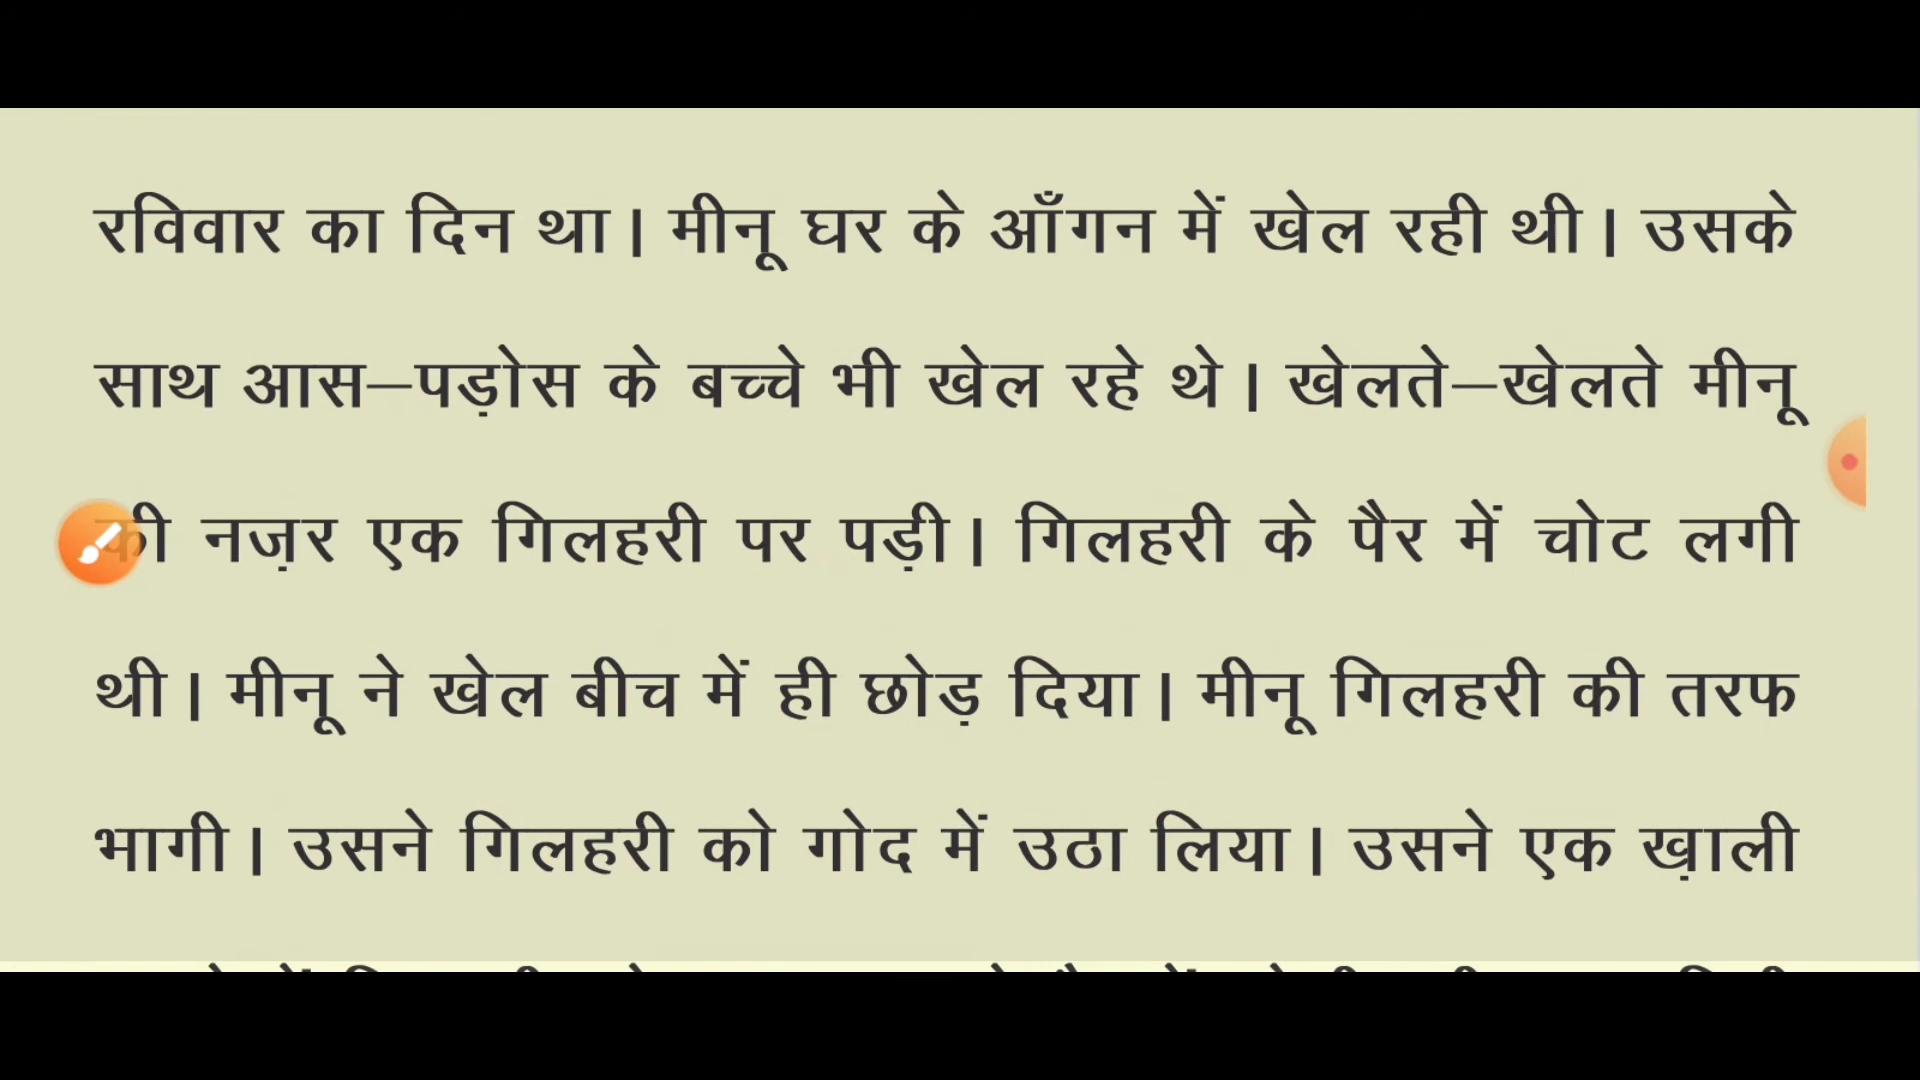 रविवार का दिन था। मीनू घर के आँगन में खेल रही थी। उसके
साथ आस–पड़ोस के बच्चे भी खेल रहे थे। खेलते–खेलते मीनू
की नज़र एक गिलहरी पर पड़ी। गिलहरी के पैर में चोट लगी
थी। मीनू ने खेल बीच में ही छोड़ दिया। मीनू गिलहरी की तरफ
भागी। उसने गिलहरी को गोद में उठा लिया। उसने एक ख़ाली